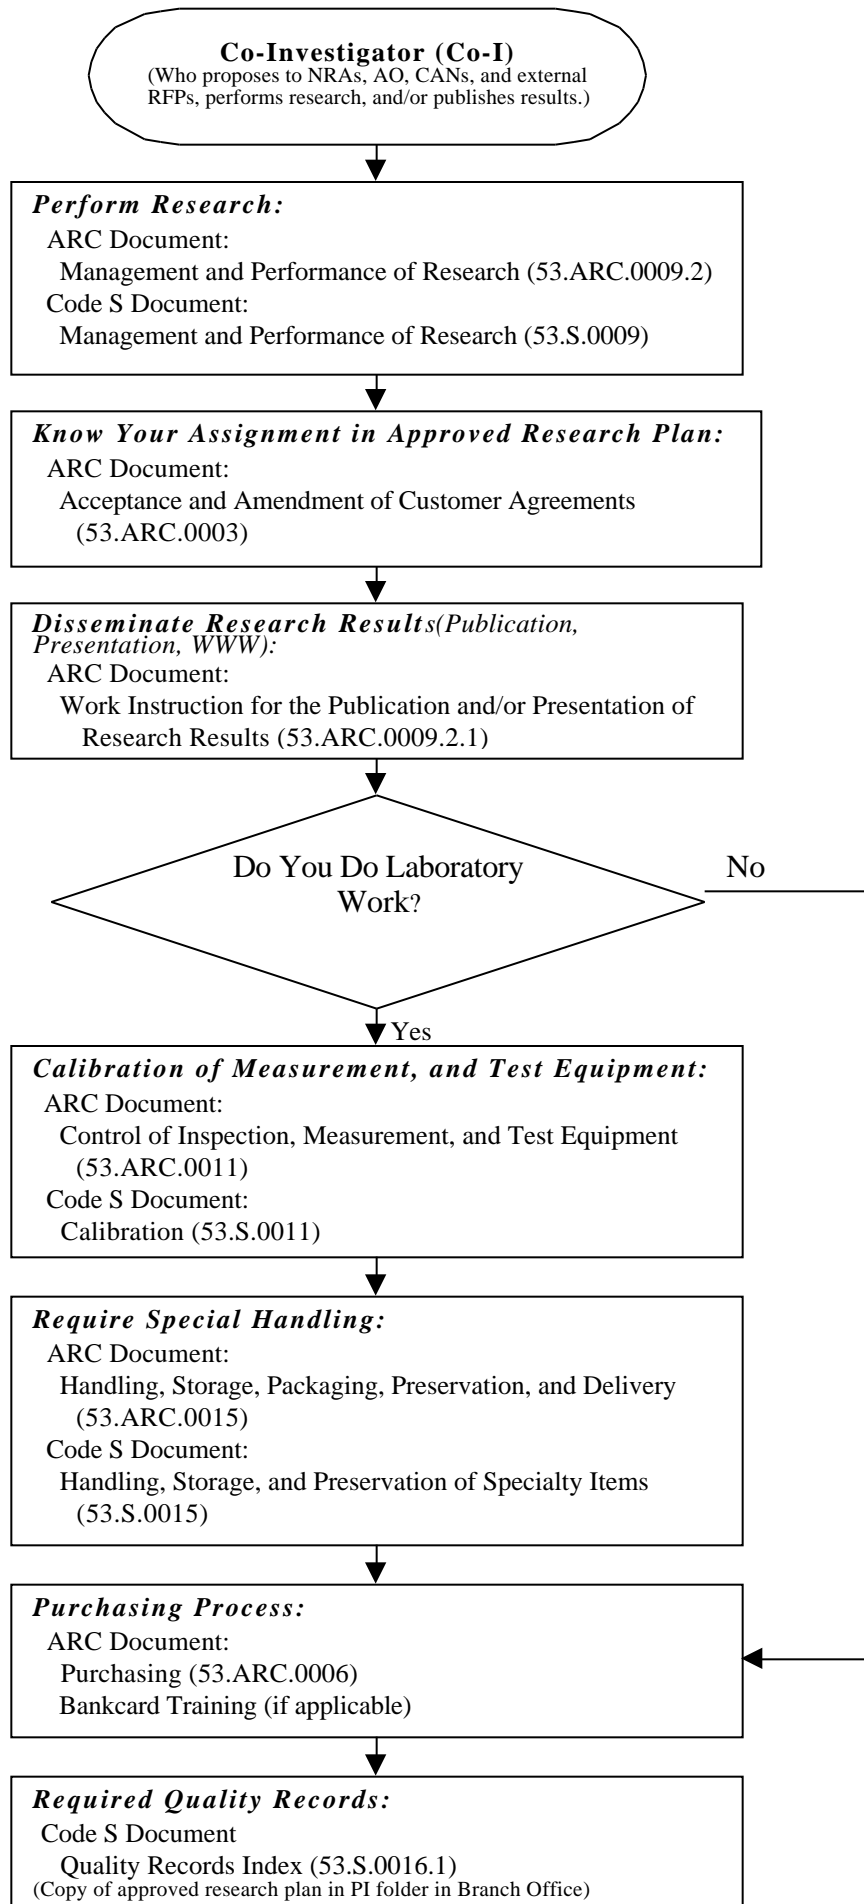 Co-Investigator (Co-I)
(Who proposes to NRAs, AO, CANs, and external
RFPs, performs research, and/or publishes results.)
Perform Research:
ARC Document:
Management and Performance of Research (53.ARC.0009.2)
Code S Document:
Management and Performance of Research (53.S.0009)
Know Your Assignment in Approved Research Plan:
ARC Document:
Acceptance and Amendment of Customer Agreements
(53.ARC.0003)
Disseminate Research Results(Publication,
Presentation, WWW):
ARC Document:
Work Instruction for the Publication and/or Presentation of
Research Results (53.ARC.0009.2.1)
Do You Do Laboratory
Work?
No
Yes
Calibration of Measurement, and Test Equipment:
ARC Document:
Control of Inspection, Measurement, and Test Equipment
(53.ARC.0011)
Code S Document:
Calibration (53.S.0011)
Require Special Handling:
ARC Document:
Handling, Storage, Packaging, Preservation, and Delivery
(53.ARC.0015)
Code S Document:
Handling, Storage, and Preservation of Specialty Items
(53.S.0015)
Purchasing Process:
ARC Document:
Purchasing (53.ARC.0006)
Bankcard Training (if applicable)
Required Quality Records:
Code S Document
Quality Records Index (53.S.0016.1)
(Copy of approved research plan in PI folder in Branch Office)